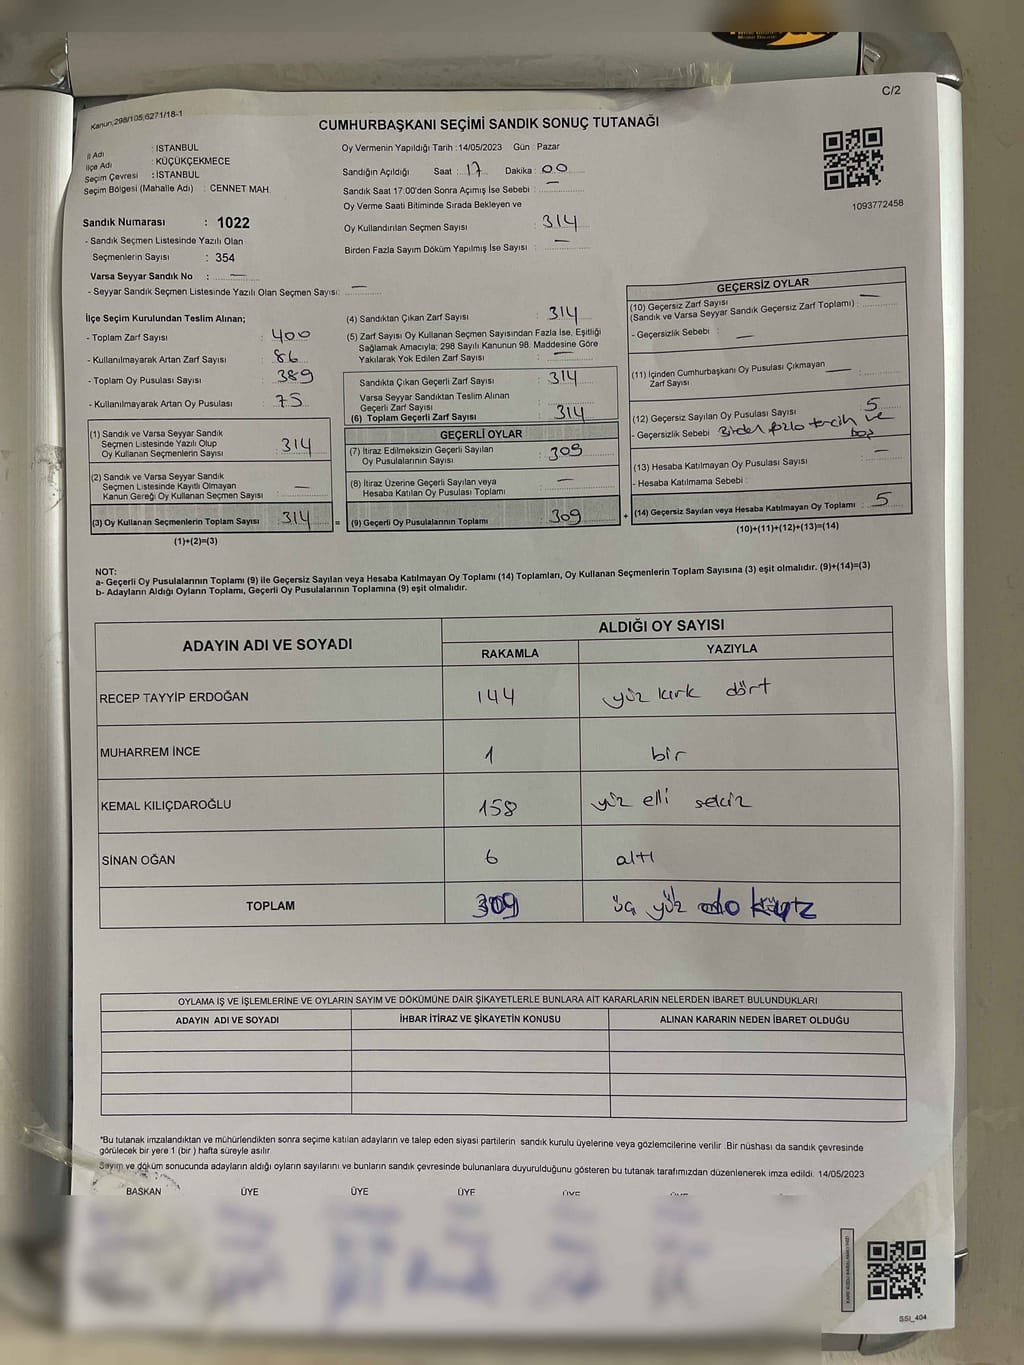 C/2
Kanun;298/105,6271/18-1
CUMHURBAŞKANI SEÇİMİ SANDIK SONUÇ TUTANAĞI
İl Adı : İSTANBUL
İlçe Adı : KÜÇÜKÇEKMECE
Seçim Çevresi : İSTANBUL
Seçim Bölgesi (Mahalle Adı) : CENNET MAH.
Oy Vermenin Yapıldığı Tarih :14/05/2023 Gün : Pazar
Sandığın Açıldığı Saat : 17 Dakika : 00
Sandık Saat 17:00'den Sonra Açımış İse Sebebi : —
Oy Verme Saati Bitiminde Sırada Bekleyen ve
Oy Kullandırılan Seçmen Sayısı : 314
Birden Fazla Sayım Döküm Yapılmış İse Sayısı : —
1093772458
Sandık Numarası : 1022
- Sandık Seçmen Listesinde Yazılı Olan
Seçmenlerin Sayısı : 354
Varsa Seyyar Sandık No : —
- Seyyar Sandık Seçmen Listesinde Yazılı Olan Seçmen Sayısı: —
İlçe Seçim Kurulundan Teslim Alınan;
- Toplam Zarf Sayısı : 400
- Kullanılmayarak Artan Zarf Sayısı : 86
- Toplam Oy Pusulası Sayısı : 389
- Kullanılmayarak Artan Oy Pusulası : 75
(1) Sandık ve Varsa Seyyar Sandık
Seçmen Listesinde Yazılı Olup
Oy Kullanan Seçmenlerin Sayısı : 314
(2) Sandık ve Varsa Seyyar Sandık
Seçmen Listesinde Kayıtlı Olmayan
Kanun Gereği Oy Kullanan Seçmen Sayısı : —
(3) Oy Kullanan Seçmenlerin Toplam Sayısı : 314 =
(1)+(2)=(3)
(4) Sandıktan Çıkan Zarf Sayısı : 314
(5) Zarf Sayısı Oy Kullanan Seçmen Sayısından Fazla İse, Eşitliği
Sağlamak Amacıyla; 298 Sayılı Kanunun 98. Maddesine Göre
Yakılarak Yok Edilen Zarf Sayısı : —
Sandıkta Çıkan Geçerli Zarf Sayısı : 314
Varsa Seyyar Sandıktan Teslim Alınan
Geçerli Zarf Sayısı
(6) Toplam Geçerli Zarf Sayısı : 314
GEÇERLİ OYLAR
(7) İtiraz Edilmeksizin Geçerli Sayılan
Oy Pusulalarının Sayısı : 309
(8) İtiraz Üzerine Geçerli Sayılan veya
Hesaba Katılan Oy Pusulası Toplamı : —
(9) Geçerli Oy Pusulalarının Toplamı : 309 +
GEÇERSİZ OYLAR
(10) Geçersiz Zarf Sayısı
(Sandık ve Varsa Seyyar Sandık Geçersiz Zarf Toplamı) : —
- Geçersizlik Sebebi : —
(11) İçinden Cumhurbaşkanı Oy Pusulası Çıkmayan
Zarf Sayısı —
(12) Geçersiz Sayılan Oy Pusulası Sayısı : 5
- Geçersizlik Sebebi Birden fazla tercih ve
boş
(13) Hesaba Katılmayan Oy Pusulası Sayısı : —
- Hesaba Katılmama Sebebi :
(14) Geçersiz Sayılan veya Hesaba Katılmayan Oy Toplamı : 5
(10)+(11)+(12)+(13)=(14)
NOT:
a- Geçerli Oy Pusulalarının Toplamı (9) ile Geçersiz Sayılan veya Hesaba Katılmayan Oy Toplamı (14) Toplamları, Oy Kullanan Seçmenlerin Toplam Sayısına (3) eşit olmalıdır. (9)+(14)=(3)
b- Adayların Aldığı Oyların Toplamı, Geçerli Oy Pusulalarının Toplamına (9) eşit olmalıdır.
ADAYIN ADI VE SOYADI
ALDIĞI OY SAYISI
RAKAMLA YAZIYLA
RECEP TAYYİP ERDOĞAN 144 yüz kırk dört
MUHARREM İNCE 1 bir
KEMAL KILIÇDAROĞLU 158 yüz elli sekiz
SİNAN OĞAN 6 altı
TOPLAM 309 üç yüz dokuz
OYLAMA İŞ VE İŞLEMLERİNE VE OYLARIN SAYIM VE DÖKÜMÜNE DAİR ŞİKAYETLERLE BUNLARA AİT KARARLARIN NELERDEN İBARET BULUNDUKLARI
ADAYIN ADI VE SOYADI İHBAR İTİRAZ VE ŞİKAYETİN KONUSU ALINAN KARARIN NEDEN İBARET OLDUĞU
*Bu tutanak imzalandıktan ve mühürlendikten sonra seçime katılan adayların ve talep eden siyasi partilerin sandık kurulu üyelerine veya gözlemcilerine verilir .Bir nüshası da sandık çevresinde
görülecek bir yere 1 (bir ) hafta süreyle asılır.
Sayım ve döküm sonucunda adayların aldığı oyların sayılarını ve bunların sandık çevresinde bulunanlara duyurulduğunu gösteren bu tutanak tarafımızdan düzenlenerek imza edildi. 14/05/2023
BAŞKAN ÜYE ÜYE ÜYE ÜYE ÜYE
SSİ_404